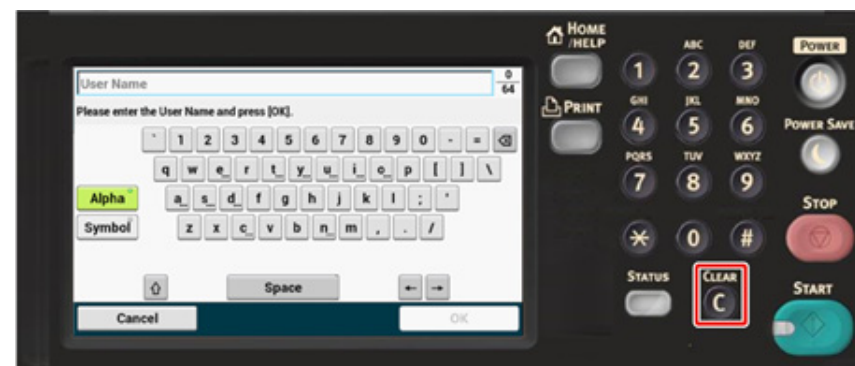 User Name
0
64
Please enter the User Name and press [OK].
` 1 2 3 4 5 6 7 8 9 0 - =
q w e r t y u i o p [ ] \
Alpha
a s d f g h j k l ; '
Symbol
z x c v b n m , . /
Space
← →
Cancel
OK
HOME
/HELP
PRINT
ABC DEF
1 2 3
GHI JKL MNO
4 5 6
PQRS TUV WXYZ
7 8 9
* 0 #
STATUS
CLEAR
C
POWER
POWER SAVE
STOP
START